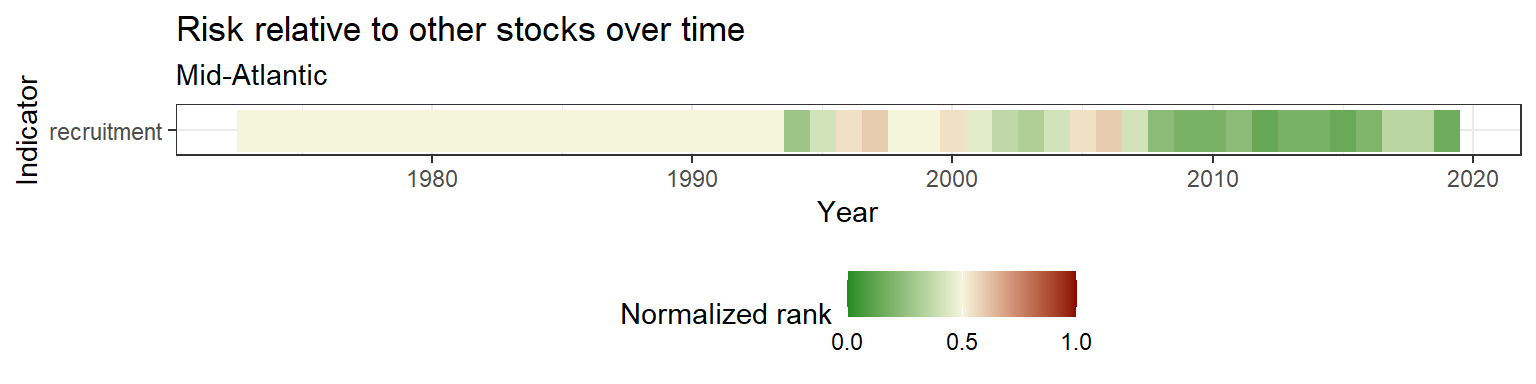 Risk relative to other stocks over time
Mid-Atlantic
Indicator
recruitment
1980 1990 2000 2010 2020
Year
Normalized rank
0.0 0.5 1.0